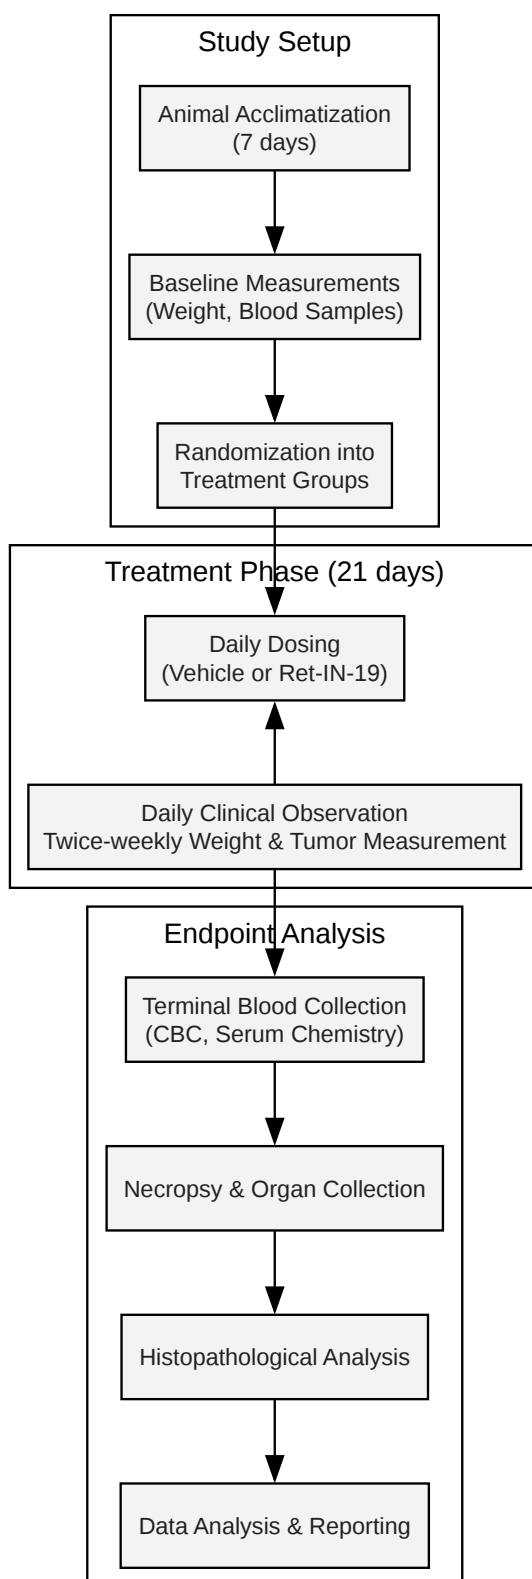 Study Setup
Animal Acclimatization
(7 days)
Baseline Measurements
(Weight, Blood Samples)
Randomization into
Treatment Groups
Treatment Phase (21 days)
Daily Dosing
(Vehicle or Ret-IN-19)
Daily Clinical Observation
Twice-weekly Weight & Tumor Measurement
Endpoint Analysis
Terminal Blood Collection
(CBC, Serum Chemistry)
Necropsy & Organ Collection
Histopathological Analysis
Data Analysis & Reporting